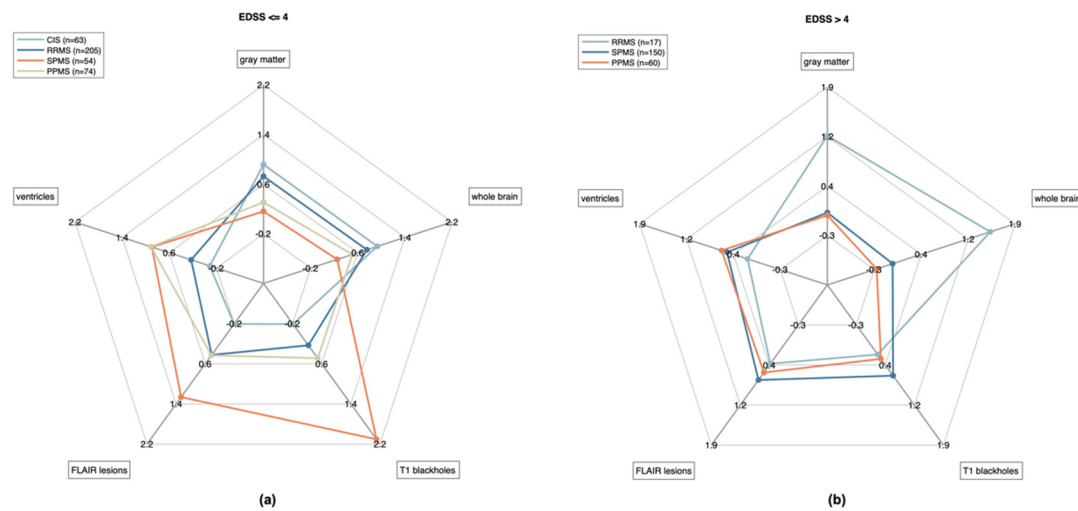 EDSS <= 4
CIS (n=63)
RRMS (n=205)
SPMS (n=54)
PPMS (n=74)
gray matter
2.2
1.4
0.6
-0.2
whole brain
2.2
1.4
0.6
-0.2
ventricles
2.2
1.4
0.6
-0.2
-0.2
0.6
1.4
2.2
FLAIR lesions
-0.2
0.6
1.4
2.2
T1 blackholes
(a)
EDSS > 4
RRMS (n=17)
SPMS (n=150)
PPMS (n=60)
gray matter
1.9
1.2
0.4
-0.3
whole brain
1.9
1.2
0.4
-0.3
ventricles
1.9
1.2
0.4
-0.3
-0.3
0.4
1.2
1.9
FLAIR lesions
-0.3
0.4
1.2
1.9
T1 blackholes
(b)